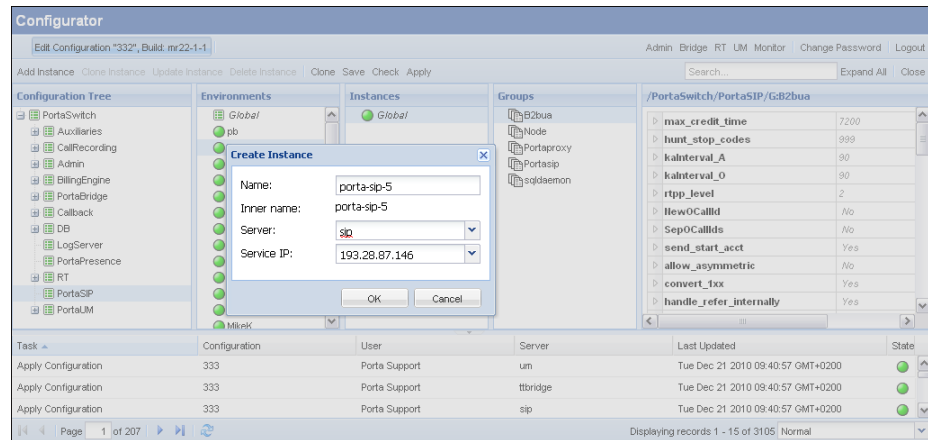 Configurator
Edit Configuration "332", Build: mr22-1-1
Admin Bridge RT UM Monitor Change Password Logout
Add Instance Clone Instance Update Instance Delete Instance Clone Save Check Apply Search... Expand All Close
Configuration Tree
PortaSwitch
Auxiliaries
CallRecording
Admin
BillingEngine
PortaBridge
Callback
DB
LogServer
PortaPresence
RT
PortaSIP
PortaUM
Environments
Global
pb
MikeK
Instances
Global
Groups
B2bua
Node
Portaproxy
Portasip
sqldaemon
/PortaSwitch/PortaSIP/G:B2bua
max_credit_time 7200
hunt_stop_codes 999
kaInterval_A 90
kaInterval_O 90
rtpp_level 2
NewOCallId No
SepOCallIds No
send_start_acct Yes
allow_asymmetric No
convert_1xx Yes
handle_refer_internally Yes
Create Instance
Name: porta-sip-5
Inner name: porta-sip-5
Server: sip
Service IP: 193.28.87.146
OK Cancel
Task Configuration User Server Last Updated State
Apply Configuration 333 Porta Support um Tue Dec 21 2010 09:40:57 GMT+0200
Apply Configuration 333 Porta Support ttbridge Tue Dec 21 2010 09:40:57 GMT+0200
Apply Configuration 333 Porta Support sip Tue Dec 21 2010 09:40:57 GMT+0200
Page 1 of 207 Displaying records 1 - 15 of 3105 Normal